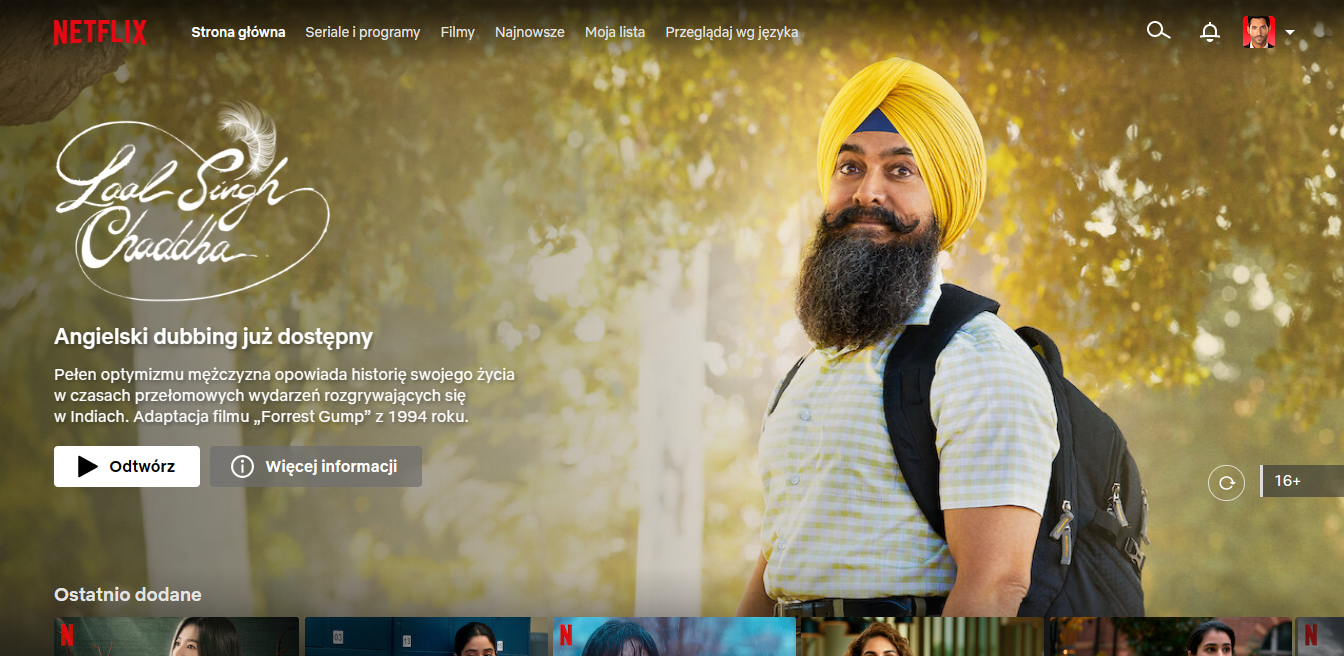 NETFLIX
Strona główna
Seriale i programy
Filmy
Najnowsze
Moja lista
Przeglądaj wg języka
Laal Singh
Chaddha
Angielski dubbing już dostępny
Pełen optymizmu mężczyzna opowiada historię swojego życia
w czasach przełomowych wydarzeń rozgrywających się
w Indiach. Adaptacja filmu „Forrest Gump” z 1994 roku.
Odtwórz
Więcej informacji
16+
Ostatnio dodane
N
N
N